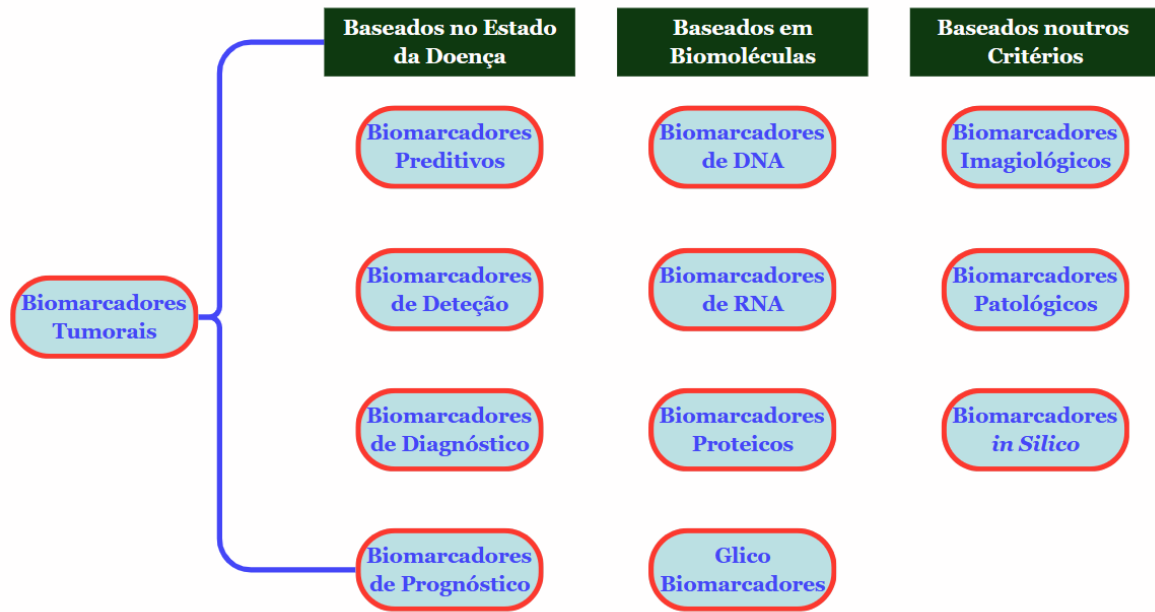 Baseados no Estado
da Doença
Baseados em
Biomoléculas
Baseados noutros
Critérios
Biomarcadores
Preditivos
Biomarcadores
de DNA
Biomarcadores
Imagiológicos
Biomarcadores
Tumorais
Biomarcadores
de Deteção
Biomarcadores
de RNA
Biomarcadores
Patológicos
Biomarcadores
de Diagnóstico
Biomarcadores
Proteicos
Biomarcadores
in Silico
Biomarcadores
de Prognóstico
Glico
Biomarcadores